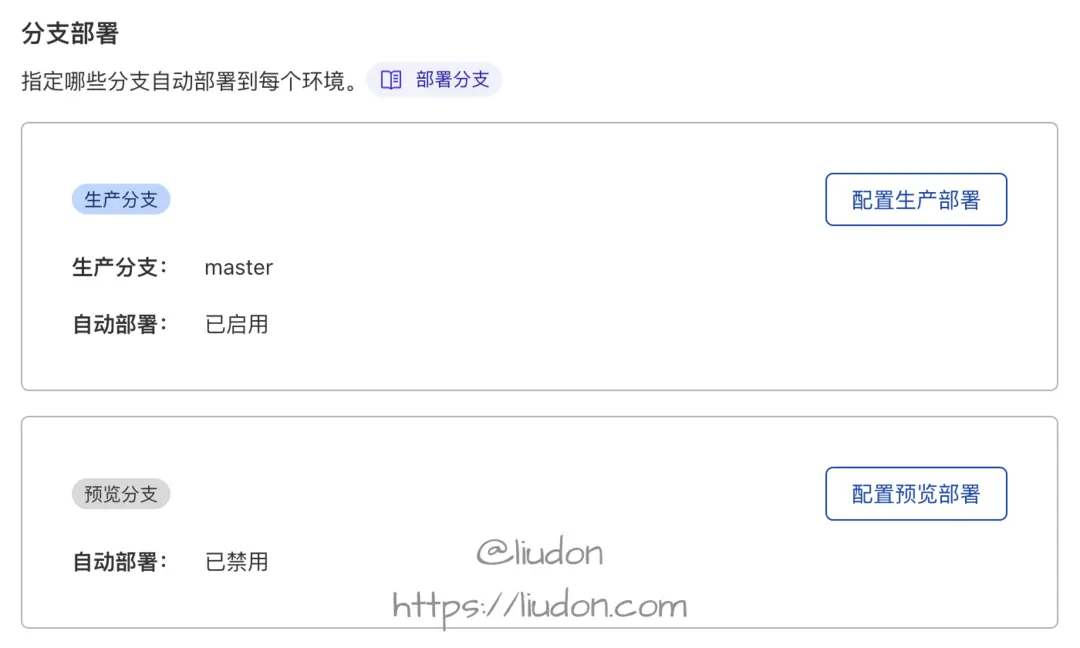 分支部署
指定哪些分支自动部署到每个环境。 部署分支
生产分支 配置生产部署
生产分支： master
自动部署： 已启用
预览分支 配置预览部署
自动部署： 已禁用
@liudon
https://liudon.com